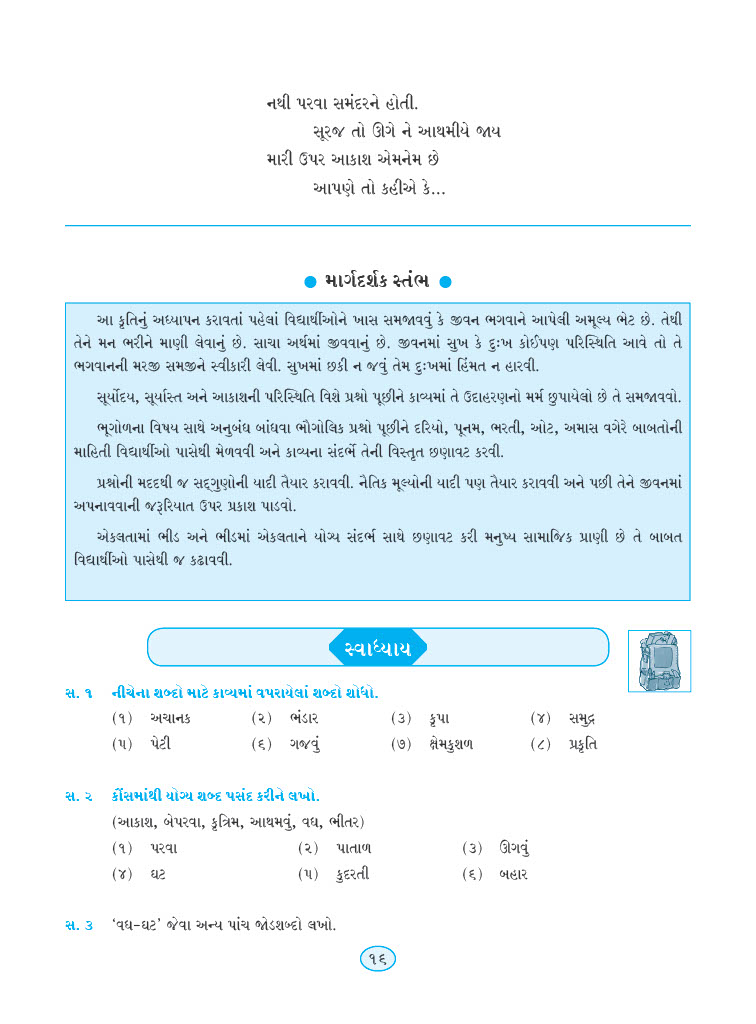 નથી પરવા સમંદરને હોતી.
સૂરજ તો ઊગે ને આથમીયે જાય
મારી ઉપર આકાશ એમનેમ છે
આપણે તો કહીએ કે...
● માર્ગદર્શક સ્તંભ ●
આ કૃતિનું અધ્યાપન કરાવતાં પહેલાં વિદ્યાર્થીઓને ખાસ સમજાવવું કે જીવન ભગવાને આપેલી અમૂલ્ય ભેટ છે. તેથી
તેને મન ભરીને માણી લેવાનું છે. સાચા અર્થમાં જીવવાનું છે. જીવનમાં સુખ કે દુઃખ કોઈપણ પરિસ્થિતિ આવે તો તે
ભગવાનની મરજી સમજીને સ્વીકારી લેવી. સુખમાં છકી ન જવું તેમ દુઃખમાં હિંમત ન હારવી.
સૂર્યોદય, સૂર્યાસ્ત અને આકાશની પરિસ્થિતિ વિશે પ્રશ્નો પૂછીને કાવ્યમાં તે ઉદાહરણનો મર્મ છુપાયેલો છે તે સમજાવવો.
ભૂગોળના વિષય સાથે અનુબંધ બાંધવા ભૌગોલિક પ્રશ્નો પૂછીને દરિયો, પૂનમ, ભરતી, ઓટ, અમાસ વગેરે બાબતોની
માહિતી વિદ્યાર્થીઓ પાસેથી મેળવવી અને કાવ્યના સંદર્ભે તેની વિસ્તૃત છણાવટ કરવી.
પ્રશ્નોની મદદથી જ સદ્‌ગુણોની યાદી તૈયાર કરાવવી. નૈતિક મૂલ્યોની યાદી પણ તૈયાર કરાવવી અને પછી તેને જીવનમાં
અપનાવવાની જરૂરિયાત ઉપર પ્રકાશ પાડવો.
એકલતામાં ભીડ અને ભીડમાં એકલતાને યોગ્ય સંદર્ભ સાથે છણાવટ કરી મનુષ્ય સામાજિક પ્રાણી છે તે બાબત
વિદ્યાર્થીઓ પાસેથી જ કઢાવવી.
સ્વાધ્યાય
સ. ૧ નીચેના શબ્દો માટે કાવ્યમાં વપરાયેલાં શબ્દો શોધો.
(૧) અચાનક (૨) ભંડાર (૩) કૃપા (૪) સમુદ્ર
(૫) પેટી (૬) ગજવું (૭) ક્ષેમકુશળ (૮) પ્રકૃતિ
સ. ૨ કૌંસમાંથી યોગ્ય શબ્દ પસંદ કરીને લખો.
(આકાશ, બેપરવા, કૃત્રિમ, આથમવું, વધ, ભીતર)
(૧) પરવા (૨) પાતાળ (૩) ઊગવું
(૪) ઘટ (૫) કુદરતી (૬) બહાર
સ. ૩ ‘વધ-ઘટ’ જેવા અન્ય પાંચ જોડશબ્દો લખો.
૧૬